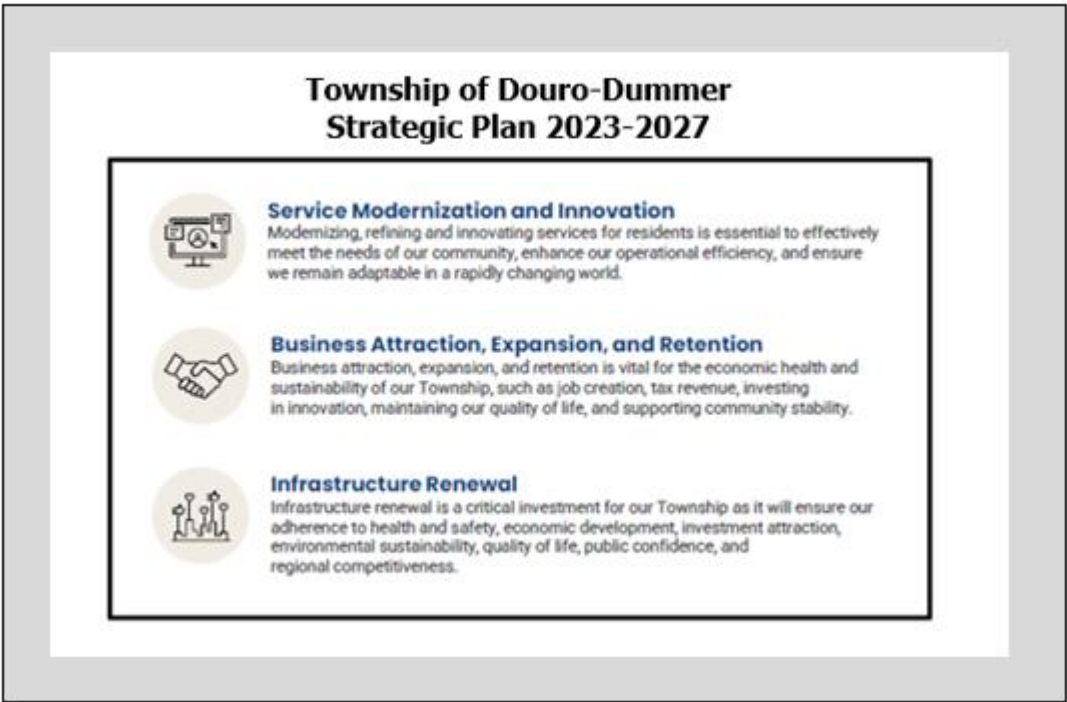 Township of Douro-Dummer
Strategic Plan 2023-2027
Service Modernization and Innovation
Modernizing, refining and innovating services for residents is essential to effectively
meet the needs of our community, enhance our operational efficiency, and ensure
we remain adaptable in a rapidly changing world.
Business Attraction, Expansion, and Retention
Business attraction, expansion, and retention is vital for the economic health and
sustainability of our Township, such as job creation, tax revenue, investing
in innovation, maintaining our quality of life, and supporting community stability.
Infrastructure Renewal
Infrastructure renewal is a critical investment for our Township as it will ensure our
adherence to health and safety, economic development, investment attraction,
environmental sustainability, quality of life, public confidence, and
regional competitiveness.